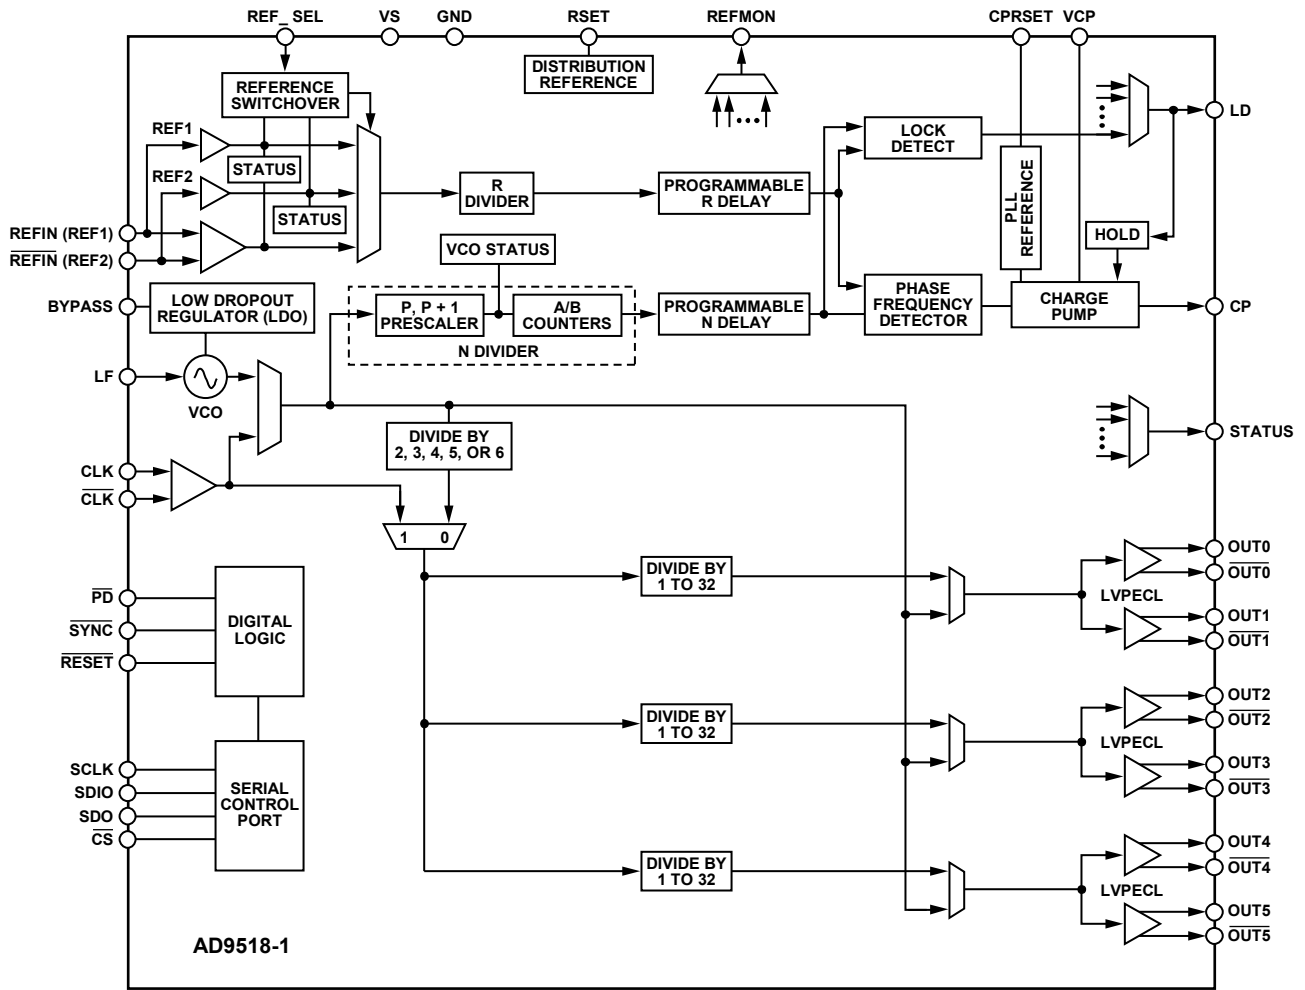 REF_ SEL
VS
GND
RSET
REFMON
CPRSET
VCP
DISTRIBUTION
REFERENCE
REFERENCE
SWITCHOVER
REF1
STATUS
REF2
STATUS
R
DIVIDER
PROGRAMMABLE
R DELAY
LOCK
DETECT
LD
PLL
REFERENCE
HOLD
REFIN (REF1)
REFIN (REF2)
BYPASS
LOW DROPOUT
REGULATOR (LDO)
VCO STATUS
P, P + 1
PRESCALER
A/B
COUNTERS
N DIVIDER
PROGRAMMABLE
N DELAY
PHASE
FREQUENCY
DETECTOR
CHARGE
PUMP
CP
LF
VCO
STATUS
DIVIDE BY
2, 3, 4, 5, OR 6
CLK
CLK
1
0
DIVIDE BY
1 TO 32
LVPECL
OUT0
OUT0
OUT1
OUT1
PD
SYNC
RESET
DIGITAL
LOGIC
DIVIDE BY
1 TO 32
LVPECL
OUT2
OUT2
OUT3
OUT3
SCLK
SDIO
SDO
CS
SERIAL
CONTROL
PORT
DIVIDE BY
1 TO 32
LVPECL
OUT4
OUT4
OUT5
OUT5
AD9518-1